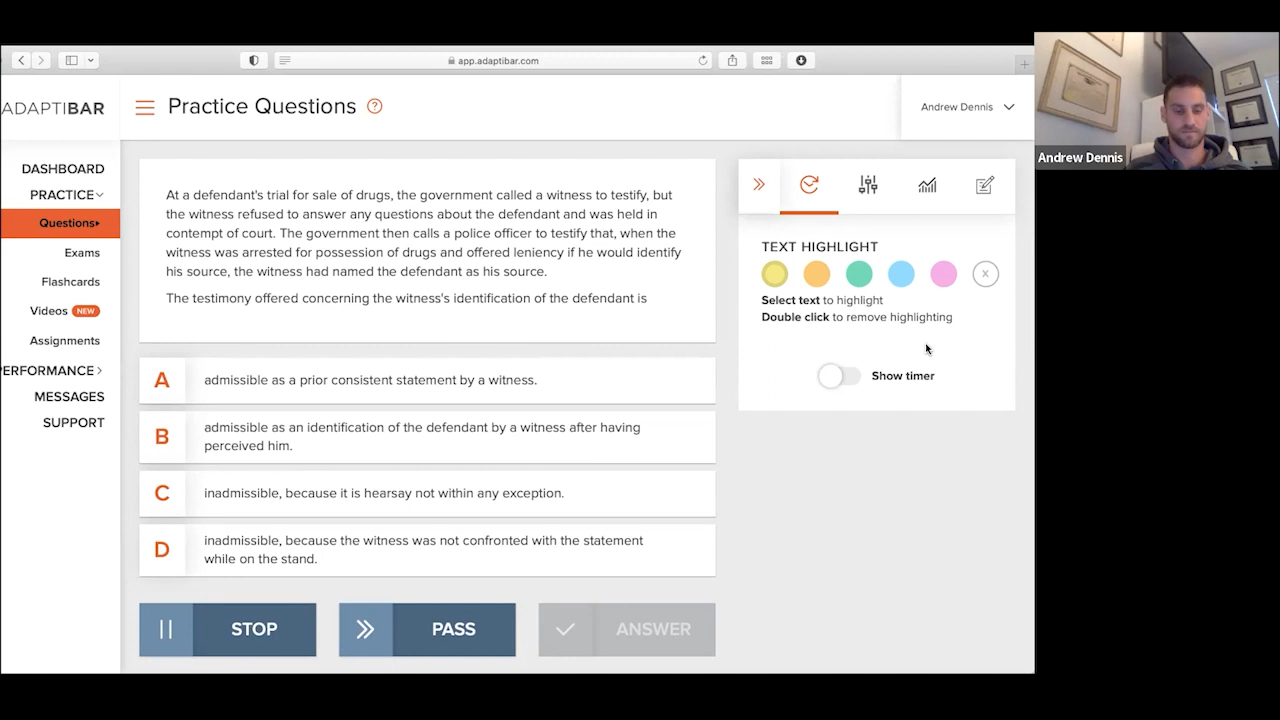 app.adaptibar.com
ADAPTIBAR
Practice Questions ?
Andrew Dennis
Andrew Dennis
DASHBOARD
PRACTICE
Questions
Exams
Flashcards
Videos NEW
Assignments
ERFORMANCE
MESSAGES
SUPPORT
At a defendant's trial for sale of drugs, the government called a witness to testify, but
the witness refused to answer any questions about the defendant and was held in
contempt of court. The government then calls a police officer to testify that, when the
witness was arrested for possession of drugs and offered leniency if he would identify
his source, the witness had named the defendant as his source.
The testimony offered concerning the witness's identification of the defendant is
A admissible as a prior consistent statement by a witness.
B admissible as an identification of the defendant by a witness after having
perceived him.
C inadmissible, because it is hearsay not within any exception.
D inadmissible, because the witness was not confronted with the statement
while on the stand.
STOP
PASS
ANSWER
TEXT HIGHLIGHT
x
Select text to highlight
Double click to remove highlighting
Show timer